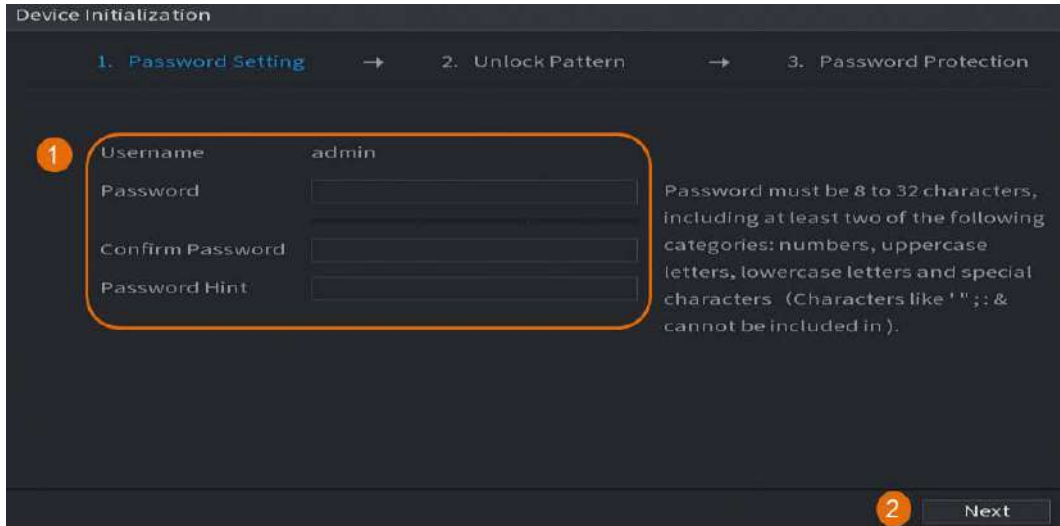 Device Initialization
1. Password Setting → 2. Unlock Pattern → 3. Password Protection
1
Username admin
Password
Confirm Password
Password Hint
Password must be 8 to 32 characters,
including at least two of the following
categories: numbers, uppercase
letters, lowercase letters and special
characters (Characters like ' " ; : &
cannot be included in ).
2
Next